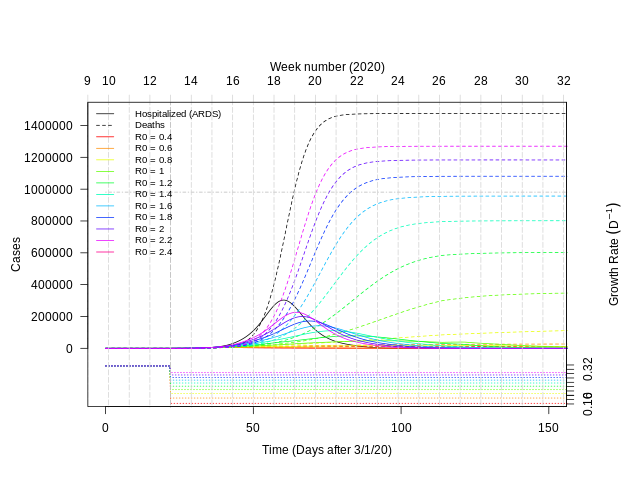 Week number (2020)
9 10 12 14 16 18 20 22 24 26 28 30 32
Hospitalized (ARDS)
Deaths
R0 = 0.4
R0 = 0.6
R0 = 0.8
R0 = 1
R0 = 1.2
R0 = 1.4
R0 = 1.6
R0 = 1.8
R0 = 2
R0 = 2.2
R0 = 2.4
1400000
1200000
1000000
800000
600000
400000
200000
0
Cases
Growth Rate (D⁻¹)
0.32
0 50 100 150
Time (Days after 3/1/20)